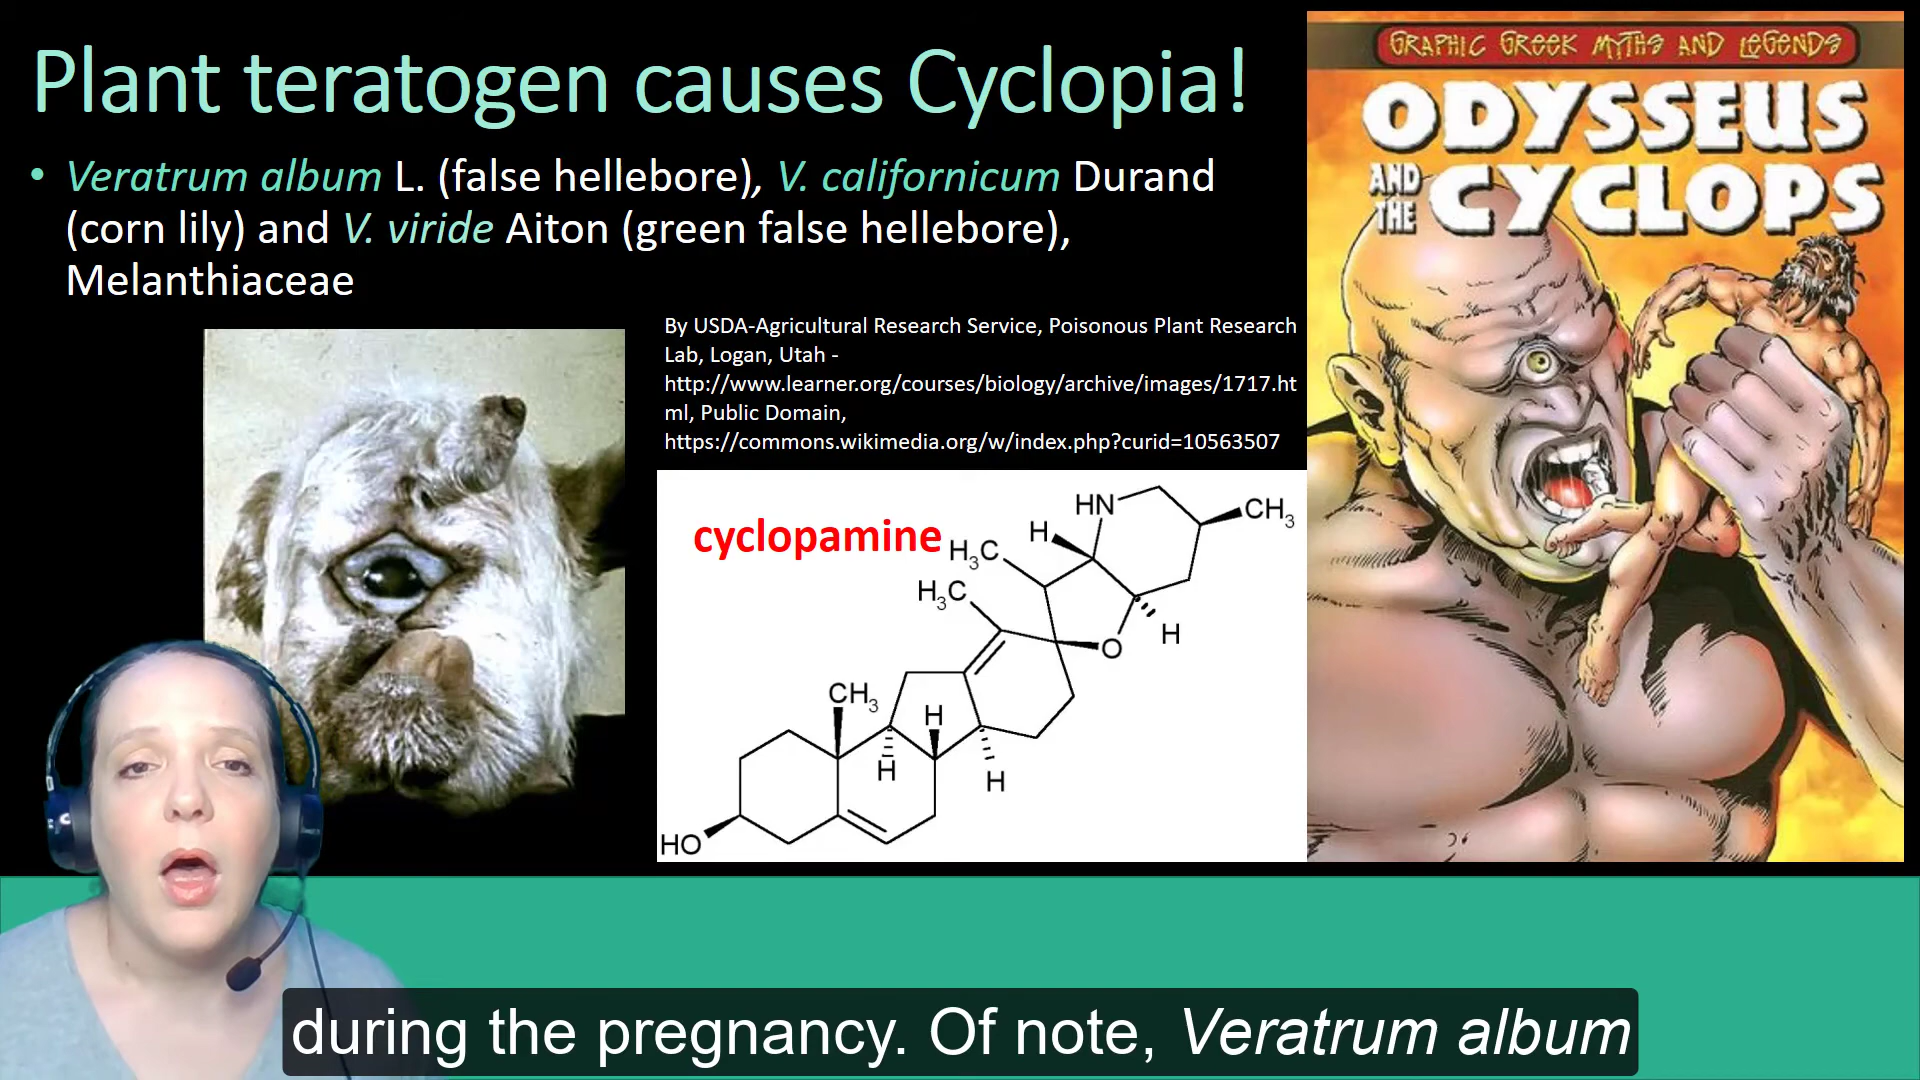 Plant teratogen causes Cyclopia!
• Veratrum album L. (false hellebore), V. californicum Durand
(corn lily) and V. viride Aiton (green false hellebore),
Melanthiaceae
By USDA-Agricultural Research Service, Poisonous Plant Research
Lab, Logan, Utah -
http://www.learner.org/courses/biology/archive/images/1717.ht
ml, Public Domain,
https://commons.wikimedia.org/w/index.php?curid=10563507
cyclopamine
HN
CH3
H
H3C
H3C
H
O
CH3
H
H
H
HO
GRAPHIC GREEK MYTHS AND LEGENDS
ODYSSEUS
AND THE CYCLOPS
during the pregnancy. Of note, Veratrum album